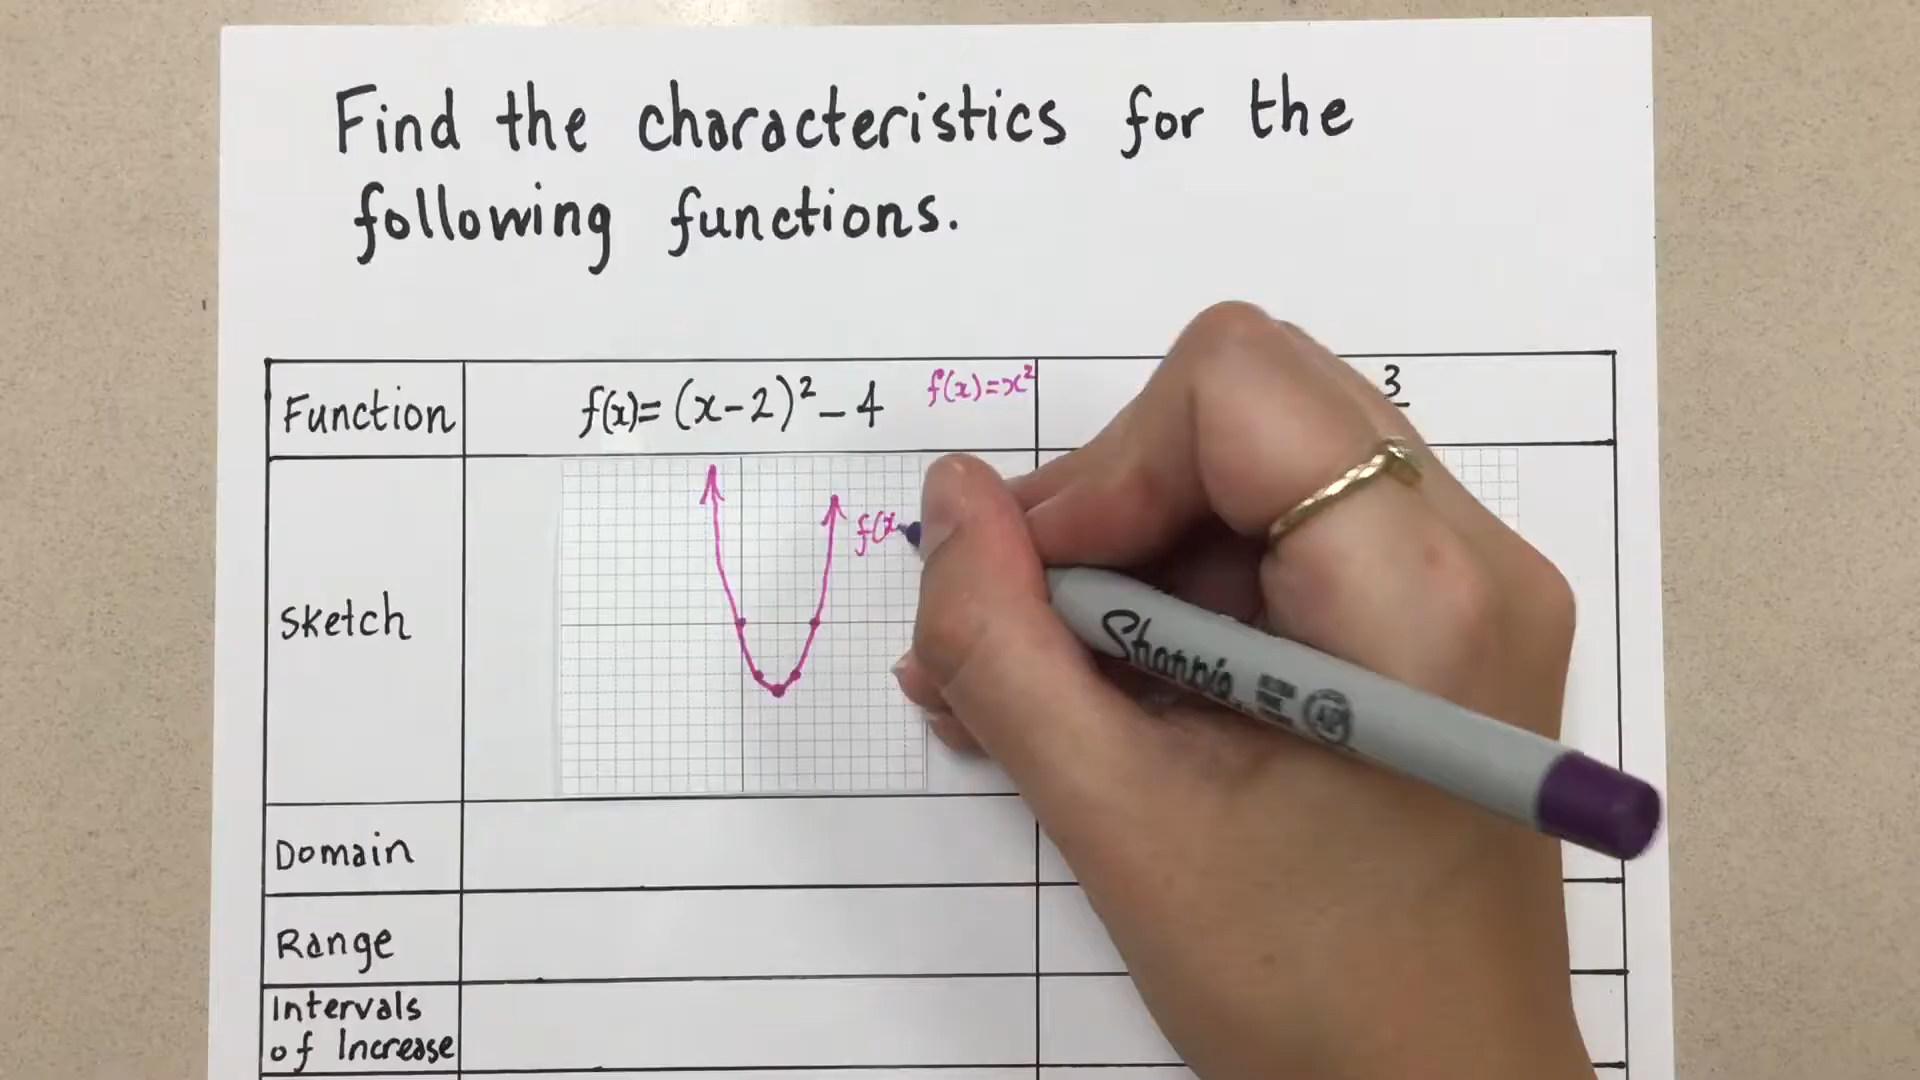 Find the characteristics for the
following functions.
Function
f(x)= (x-2)² - 4
f(x)=x²
3
Sketch
f(x
Sharpie
AP
Domain
Range
Intervals
of Increase